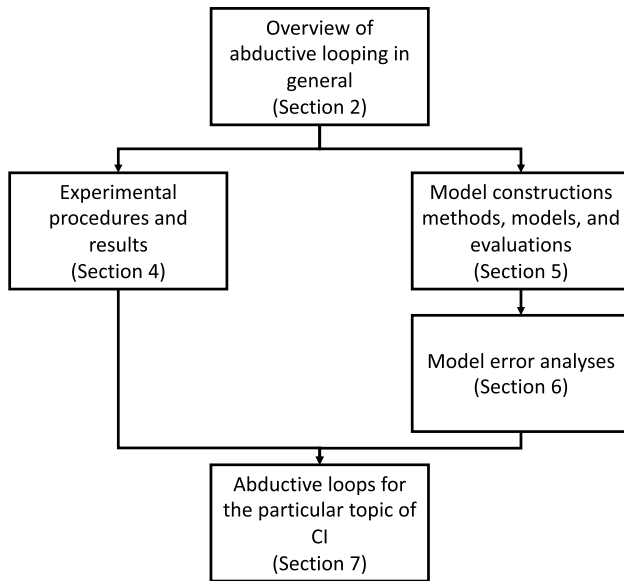 Overview of
abductive looping in
general
(Section 2)
Experimental
procedures and
results
(Section 4)
Model constructions
methods, models, and
evaluations
(Section 5)
Model error analyses
(Section 6)
Abductive loops for
the particular topic of
CI
(Section 7)